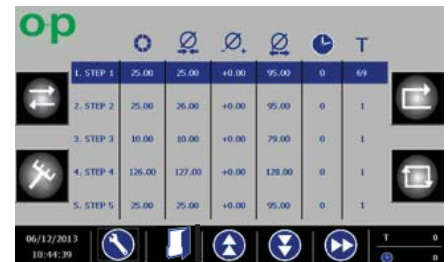 op
T
1. STEP 1 25.00 25.00 +0.00 95.00 0 69
2. STEP 2 25.00 26.00 +0.00 95.00 0 1
3. STEP 3 10.00 10.00 +0.00 79.00 0 1
4. STEP 4 126.00 127.00 +0.00 128.00 0 1
5. STEP 5 25.00 25.00 +0.00 95.00 0 1
06/12/2013 T 0
10:44:39 0